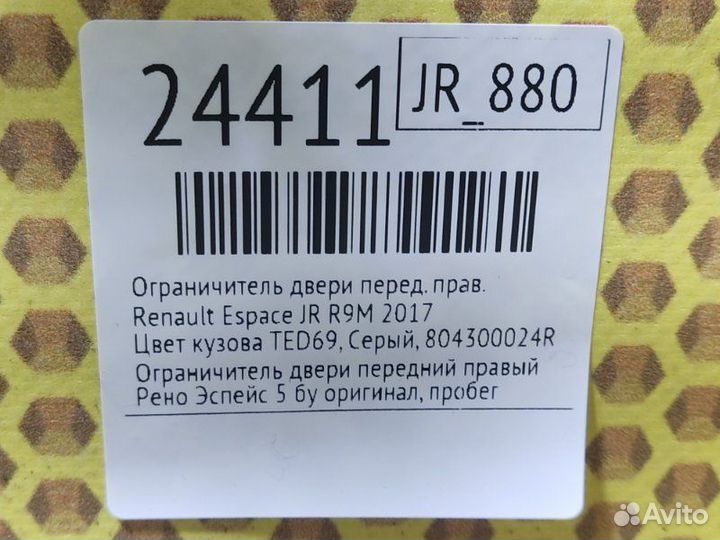 24411
JR_880
Ограничитель двери перед. прав.
Renault Espace JR R9M 2017
Цвет кузова TED69, Серый, 804300024R
Ограничитель двери передний правый
Рено Эспейс 5 бу оригинал, пробег
Avito